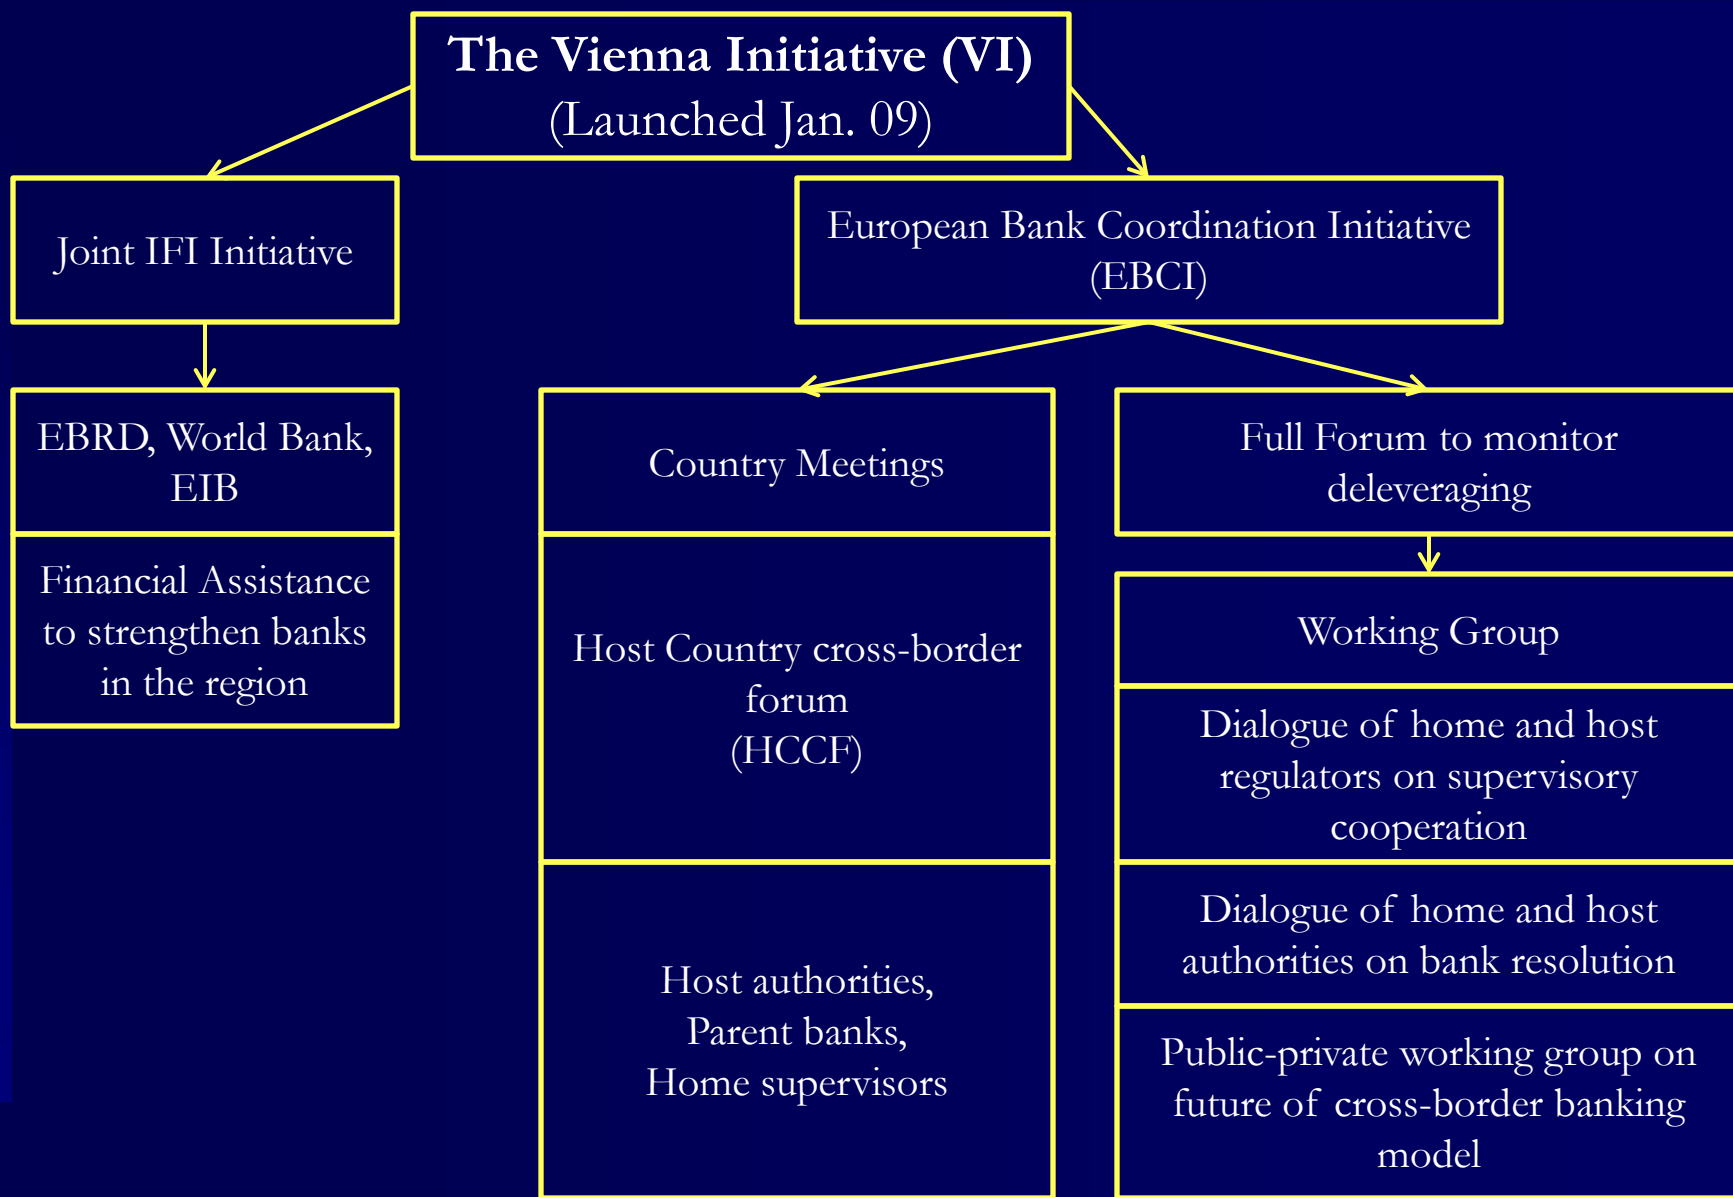 The Vienna Initiative (VI)
(Launched Jan. 09)
Joint IFI Initiative
European Bank Coordination Initiative
(EBCI)
EBRD, World Bank,
EIB
Financial Assistance
to strengthen banks
in the region
Country Meetings
Host Country cross-border
forum
(HCCF)
Host authorities,
Parent banks,
Home supervisors
Full Forum to monitor
deleveraging
Working Group
Dialogue of home and host
regulators on supervisory
cooperation
Dialogue of home and host
authorities on bank resolution
Public-private working group on
future of cross-border banking
model